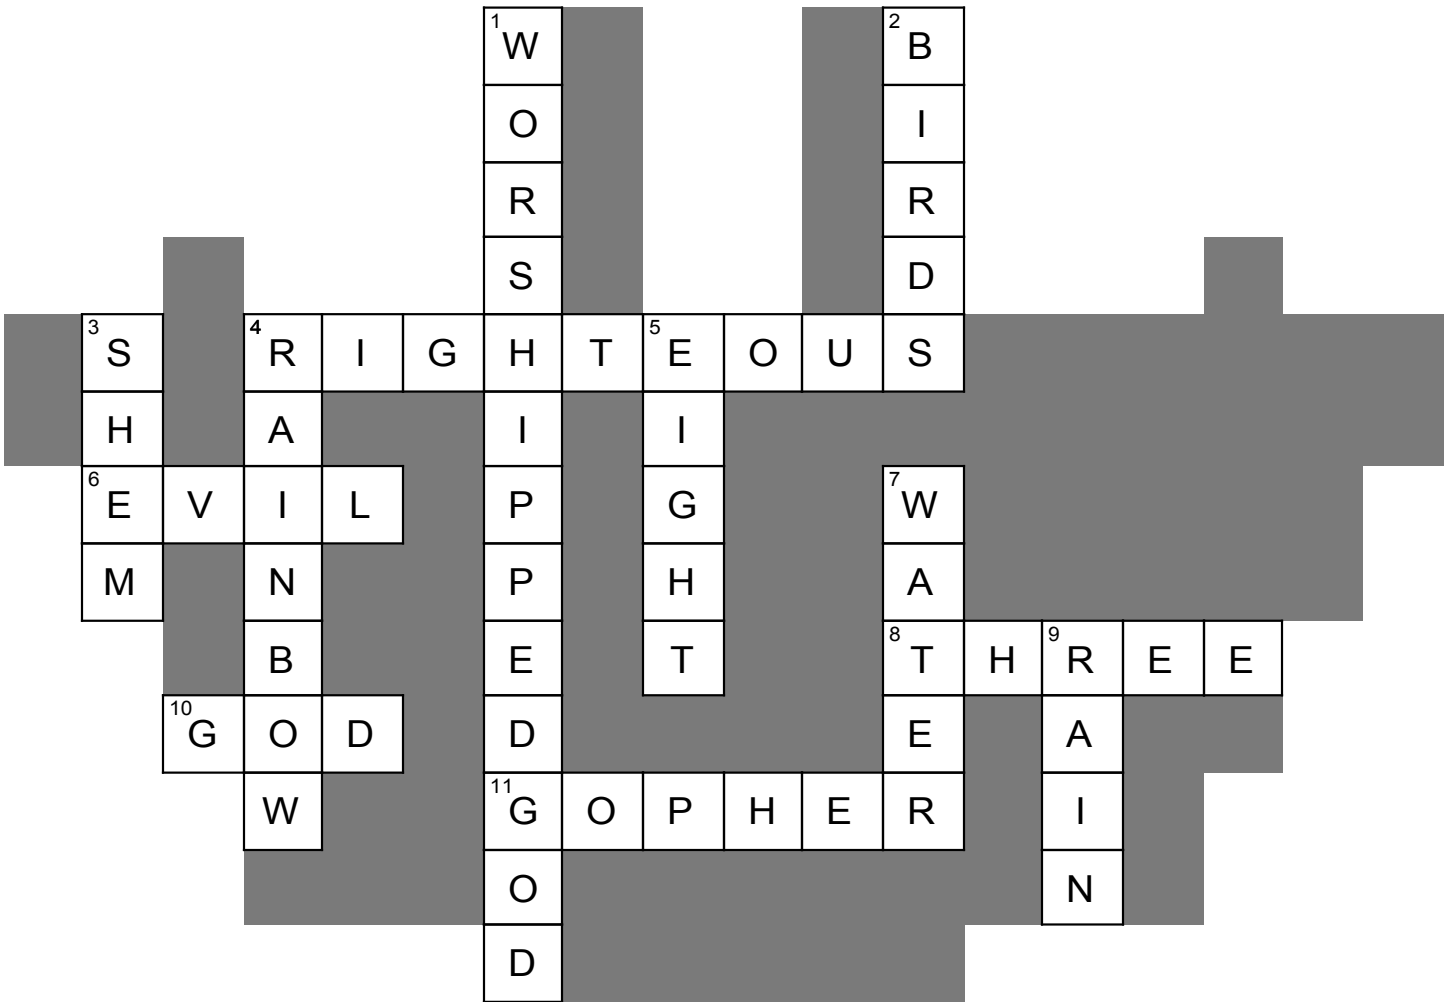 1 W 2 B
O I
R R
S D
3 S 4 R I G H T 5 E O U S
H A I I
6 E V I L P G 7 W
M N P H A
B E T 8 T H 9 R E E
10 G O D D E A
W 11 G O P H E R I
O N
D